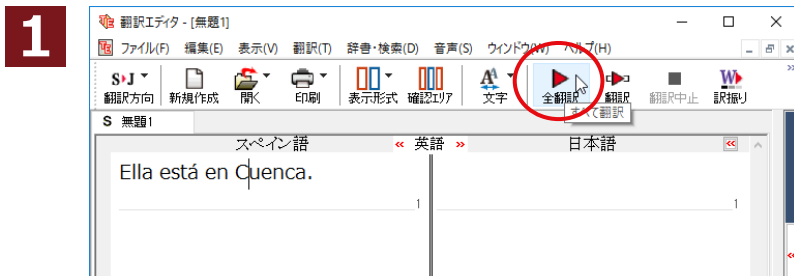 1
翻訳エディタ - [無題1]
ファイル(F) 編集(E) 表示(V) 翻訳(T) 辞書・検索(D) 音声(S) ウィンドウ(W) ヘルプ(H)
S▸J
翻訳方向 新規作成 開く 印刷 表示形式 確認エリア 文字 全翻訳 翻訳 翻訳中止 訳振り
すべて翻訳
S 無題1
スペイン語 « 英語 » 日本語 «
Ella está en Cuenca.
1 1